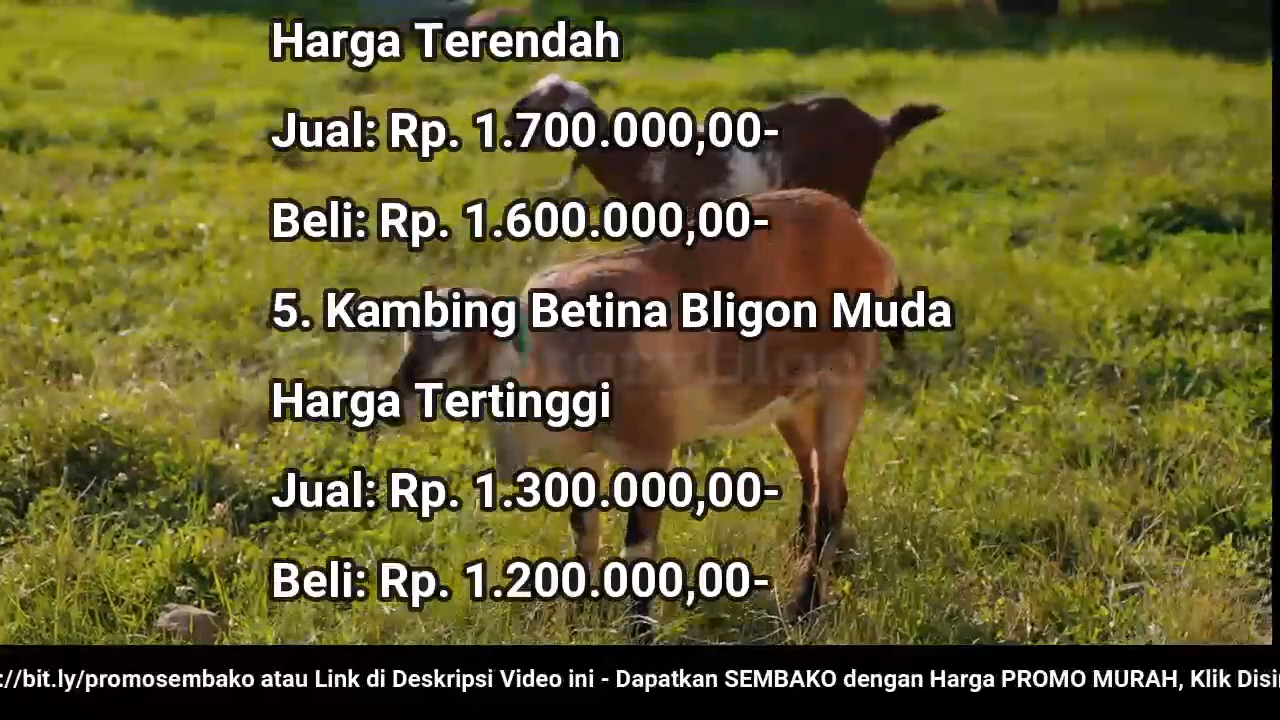 Harga Terendah
Jual: Rp. 1.700.000,00-
Beli: Rp. 1.600.000,00-
5. Kambing Betina Bligon Muda
Harga Tertinggi
Jual: Rp. 1.300.000,00-
Beli: Rp. 1.200.000,00-
://bit.ly/promosembako atau Link di Deskripsi Video ini - Dapatkan SEMBAKO dengan Harga PROMO MURAH, Klik